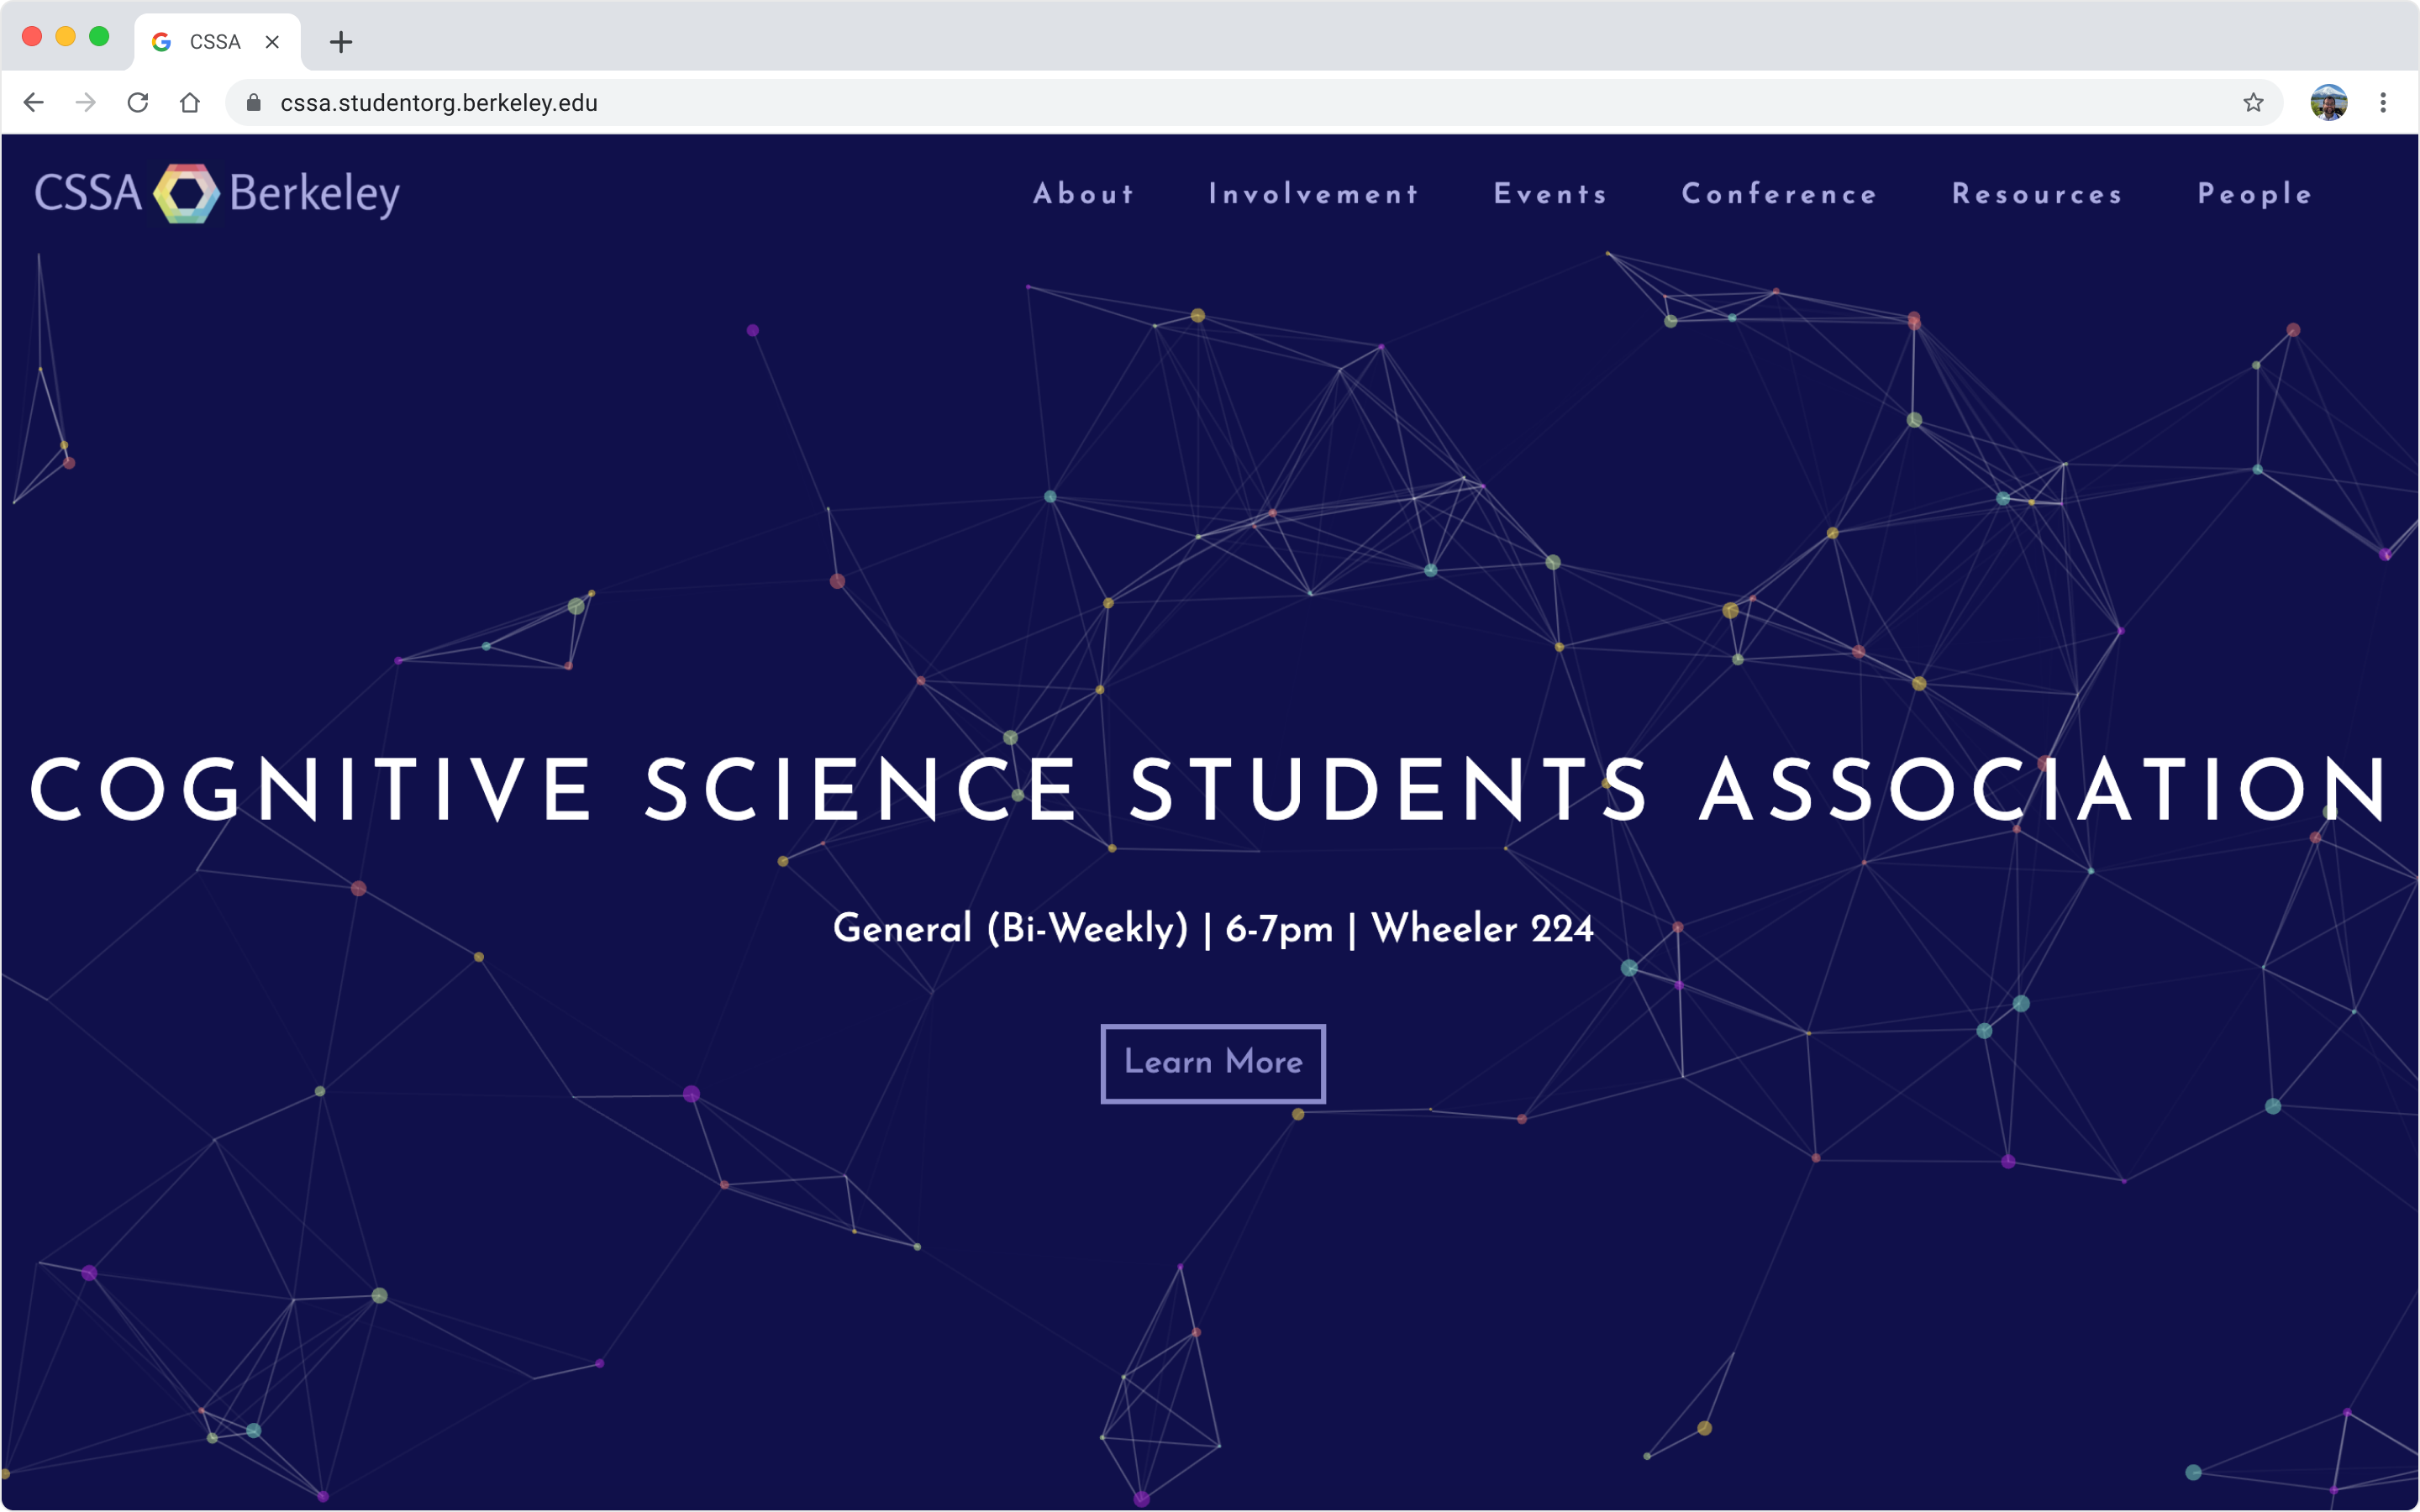 CSSA
cssa.studentorg.berkeley.edu
CSSA Berkeley
About Involvement Events Conference Resources People
COGNITIVE SCIENCE STUDENTS ASSOCIATION
General (Bi-Weekly) | 6-7pm | Wheeler 224
Learn More